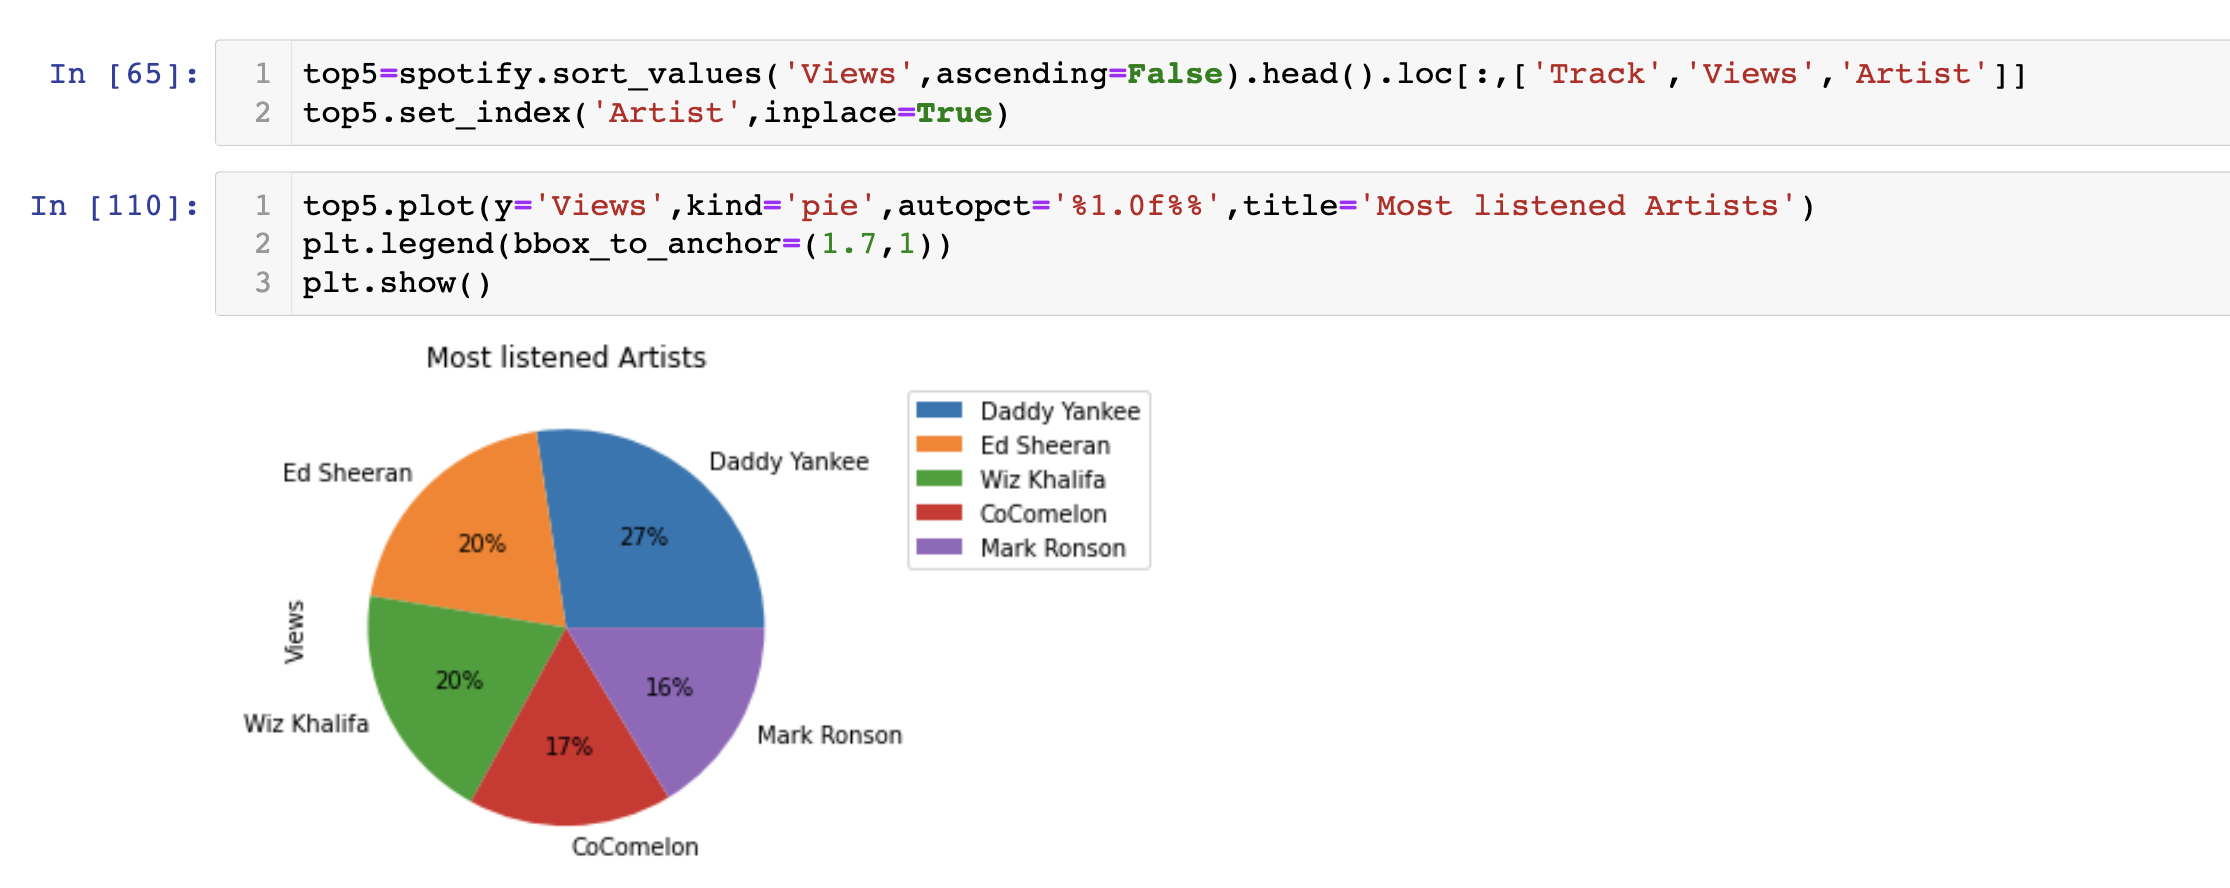 In [65]:
1 top5=spotify.sort_values('Views',ascending=False).head().loc[:,['Track','Views','Artist']]
2 top5.set_index('Artist',inplace=True)
In [110]:
1 top5.plot(y='Views',kind='pie',autopct='%1.0f%%',title='Most listened Artists')
2 plt.legend(bbox_to_anchor=(1.7,1))
3 plt.show()
Most listened Artists
Daddy Yankee
Ed Sheeran
Wiz Khalifa
CoComelon
Mark Ronson
Ed Sheeran
Daddy Yankee
20%
27%
Views
20%
16%
Wiz Khalifa
Mark Ronson
17%
CoComelon